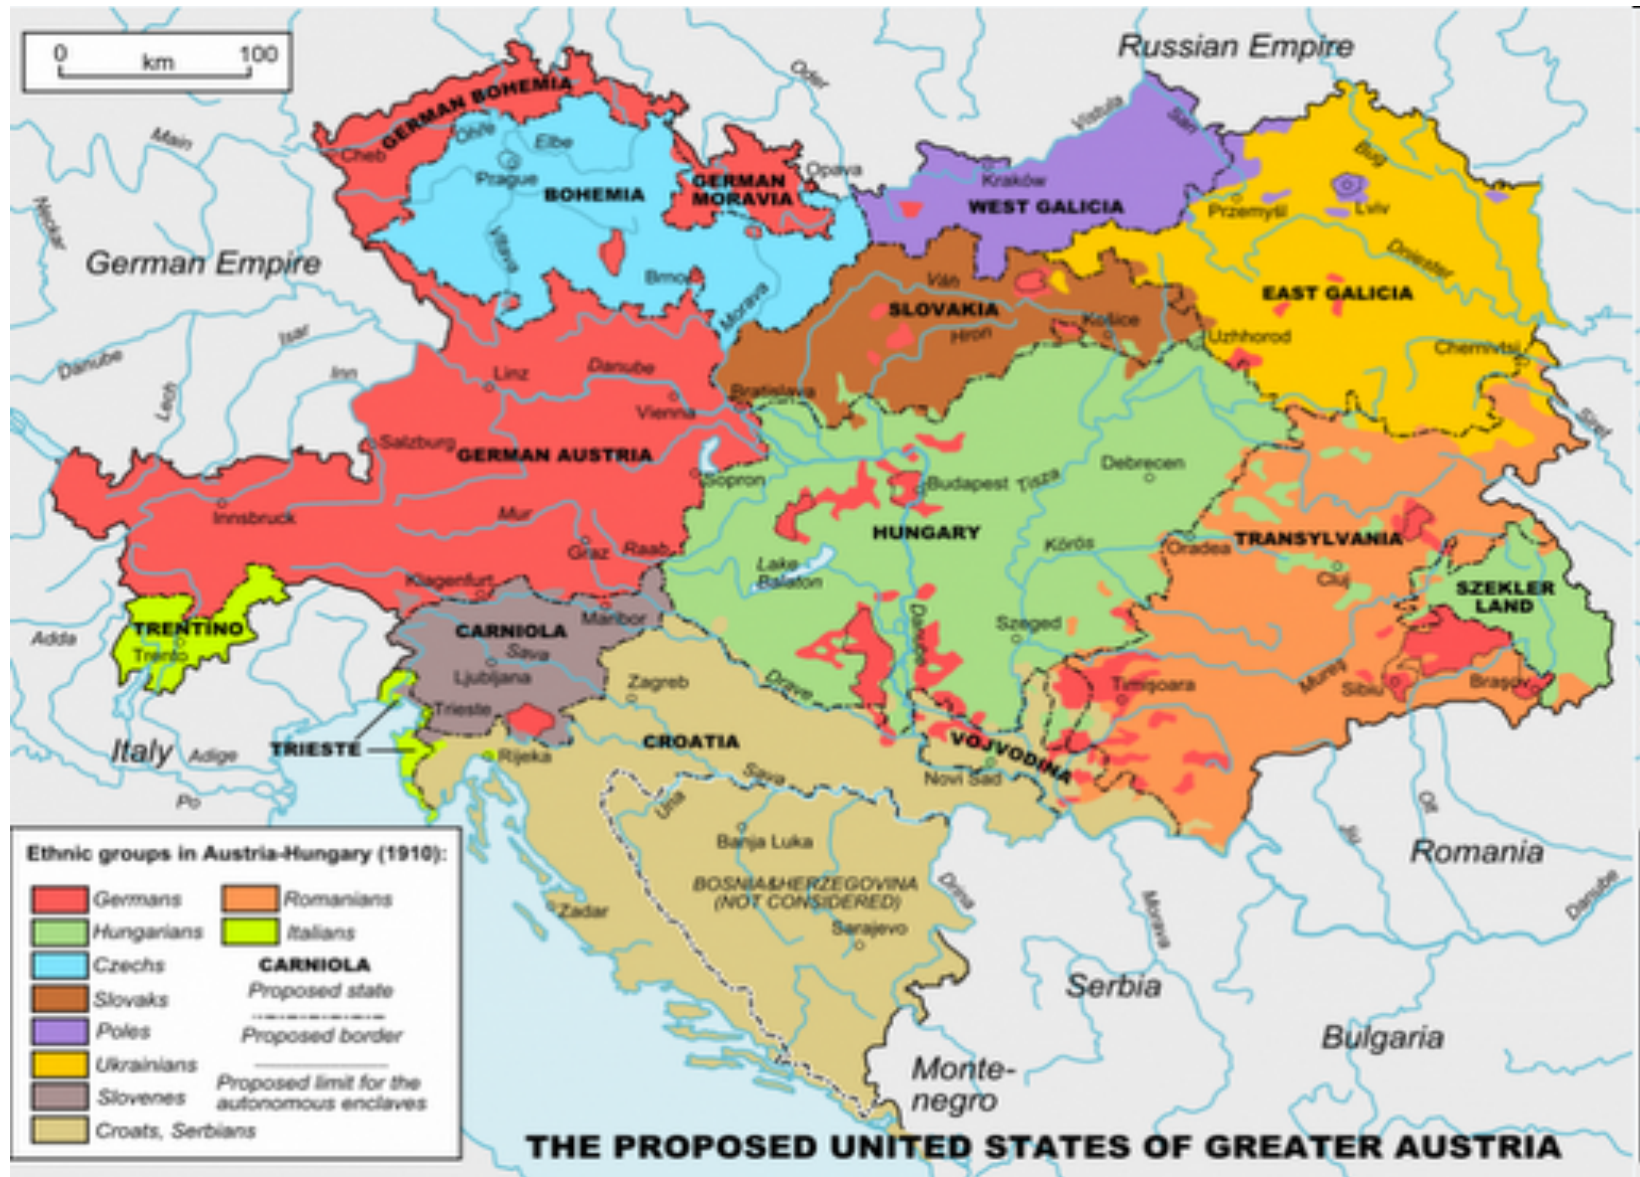 0 100
km
Russian Empire
Oder
Vistula
San
Main
GERMAN BOHEMIA
Cheb
Ohře
Elbe
Prague
BOHEMIA
GERMAN
MORAVIA
Opava
Kraków
WEST GALICIA
Bug
Przemyśl
Lviv
Neckar
German Empire
Vltava
Brno
Morava
Dniester
Váh
SLOVAKIA
Hron
Košice
EAST GALICIA
Uzhhorod
Chernivtsi
Isar
Danube
Inn
Lech
Linz
Danube
Vienna
Bratislava
Siret
Salzburg
GERMAN AUSTRIA
Sopron
Budapest
Tisza
Debrecen
Innsbruck
Mur
Graz
Raab
HUNGARY
Körös
Oradea
TRANSYLVANIA
Cluj
Lake
Balaton
SZEKLER
LAND
Klagenfurt
Maribor
Adda
TRENTINO
Trento
CARNIOLA
Sava
Ljubljana
Danube
Szeged
Drave
Zagreb
Timișoara
Mureș
Sibiu
Brașov
Trieste
TRIESTE
Italy
Adige
Po
Rijeka
CROATIA
VOJVODINA
Novi Sad
Sava
Una
Banja Luka
BOSNIA&HERZEGOVINA
(NOT CONSIDERED)
Sarajevo
Drina
Zadar
Morava
Jiu
Olt
Romania
Danube
Serbia
Bulgaria
Monte-
negro
Ethnic groups in Austria-Hungary (1910):
Germans
Romanians
Hungarians
Italians
Czechs
CARNIOLA
Slovaks
Proposed state
Poles
Proposed border
Ukrainians
Slovenes
Proposed limit for the
autonomous enclaves
Croats, Serbians
THE PROPOSED UNITED STATES OF GREATER AUSTRIA